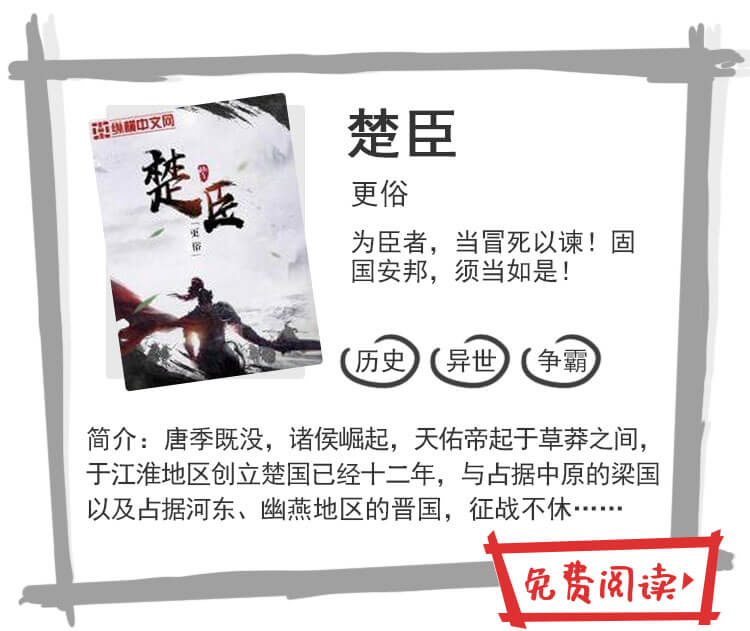 纵横中文网
楚臣
更俗
楚臣
更俗
为臣者，当冒死以谏！固
国安邦，须当如是！
历史 异世 争霸
简介：唐季既没，诸侯崛起，天佑帝起于草莽之间，
于江淮地区创立楚国已经十二年，与占据中原的梁国
以及占据河东、幽燕地区的晋国，征战不休……
免费阅读